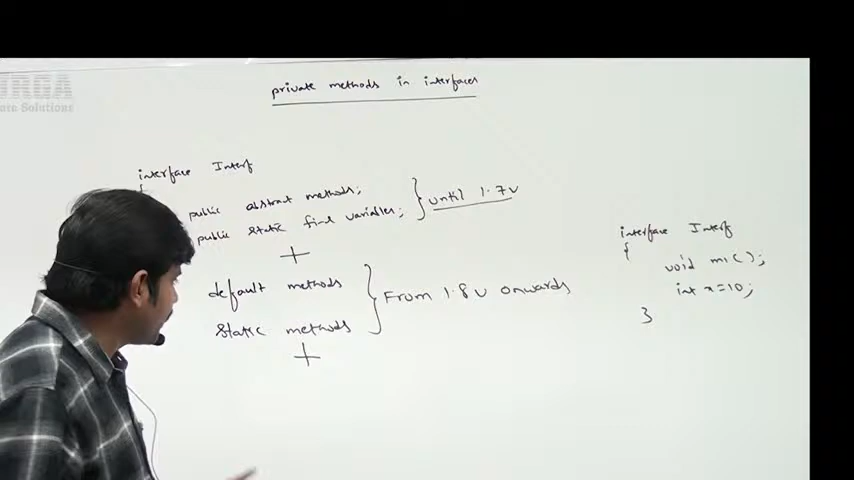 private methods in interfaces
interface Interf
{
public abstract methods;
public static final variables;
} until 1.7v
+
default methods
static methods
} From 1.8v onwards
+
interface Interf
{
void m1();
int x=10;
}